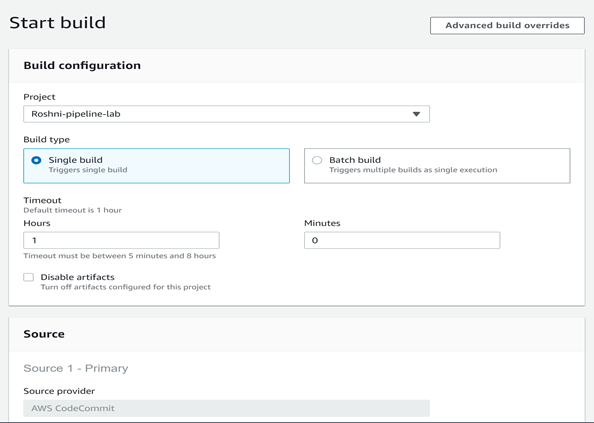 Start build
Advanced build overrides
Build configuration
Project
Roshni-pipeline-lab
Build type
Single build
Triggers single build
Batch build
Triggers multiple builds as single execution
Timeout
Default timeout is 1 hour
Hours
Minutes
1
0
Timeout must be between 5 minutes and 8 hours
Disable artifacts
Turn off artifacts configured for this project
Source
Source 1 - Primary
Source provider
AWS CodeCommit